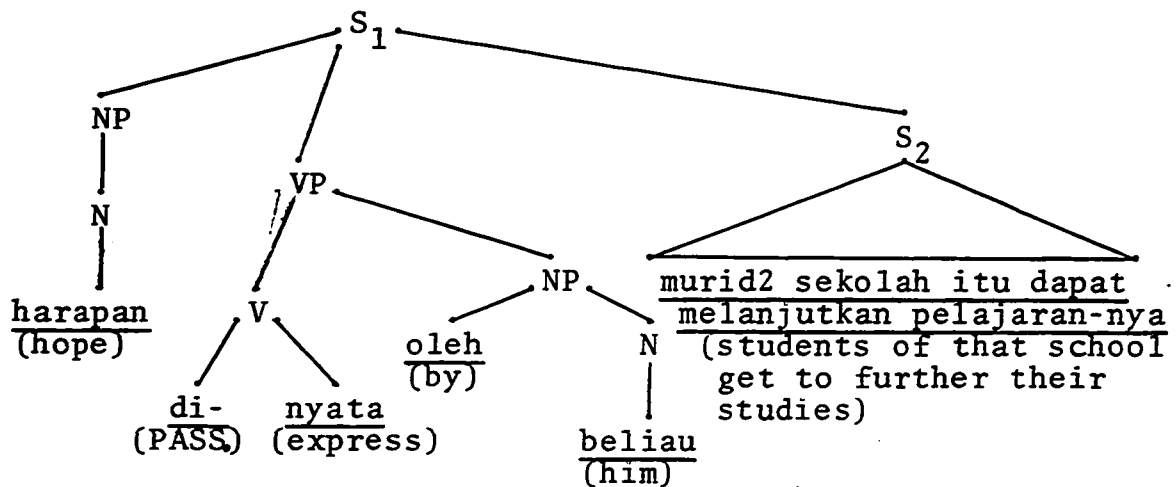 S1
NP
S2
VP
N
NP
murid2 sekolah itu dapat
harapan
V
melanjutkan pelajaran-nya
(hope)
oleh
N
(students of that school
(by)
get to further their
di-
nyata
studies)
(PASS.)
(express)
beliau
(him)